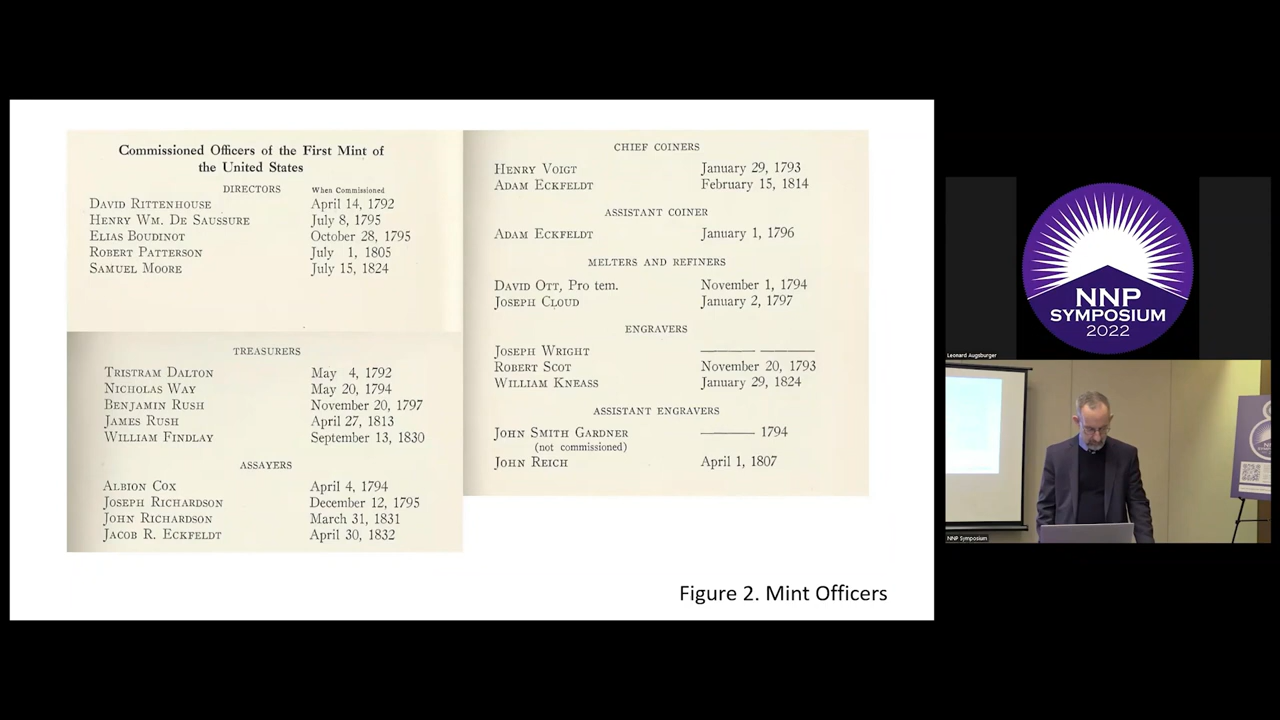 Commissioned Officers of the First Mint of
the United States
DIRECTORS When Commissioned
DAVID RITTENHOUSE April 14, 1792
HENRY WM. DE SAUSSURE July 8, 1795
ELIAS BOUDINOT October 28, 1795
ROBERT PATTERSON July 1, 1805
SAMUEL MOORE July 15, 1824
TREASURERS
TRISTRAM DALTON May 4, 1792
NICHOLAS WAY May 20, 1794
BENJAMIN RUSH November 20, 1797
JAMES RUSH April 27, 1813
WILLIAM FINDLAY September 13, 1830
ASSAYERS
ALBION COX April 4, 1794
JOSEPH RICHARDSON December 12, 1795
JOHN RICHARDSON March 31, 1831
JACOB R. ECKFELDT April 30, 1832
CHIEF COINERS
HENRY VOIGT January 29, 1793
ADAM ECKFELDT February 15, 1814
ASSISTANT COINER
ADAM ECKFELDT January 1, 1796
MELTERS AND REFINERS
DAVID OTT, Pro tem. November 1, 1794
JOSEPH CLOUD January 2, 1797
ENGRAVERS
JOSEPH WRIGHT ——— ———
ROBERT SCOT November 20, 1793
WILLIAM KNEASS January 29, 1824
ASSISTANT ENGRAVERS
JOHN SMITH GARDNER ——— 1794
(not commissioned)
JOHN REICH April 1, 1807
Figure 2. Mint Officers
NNP
SYMPOSIUM
2022
Leonard Augsburger
NNP Symposium